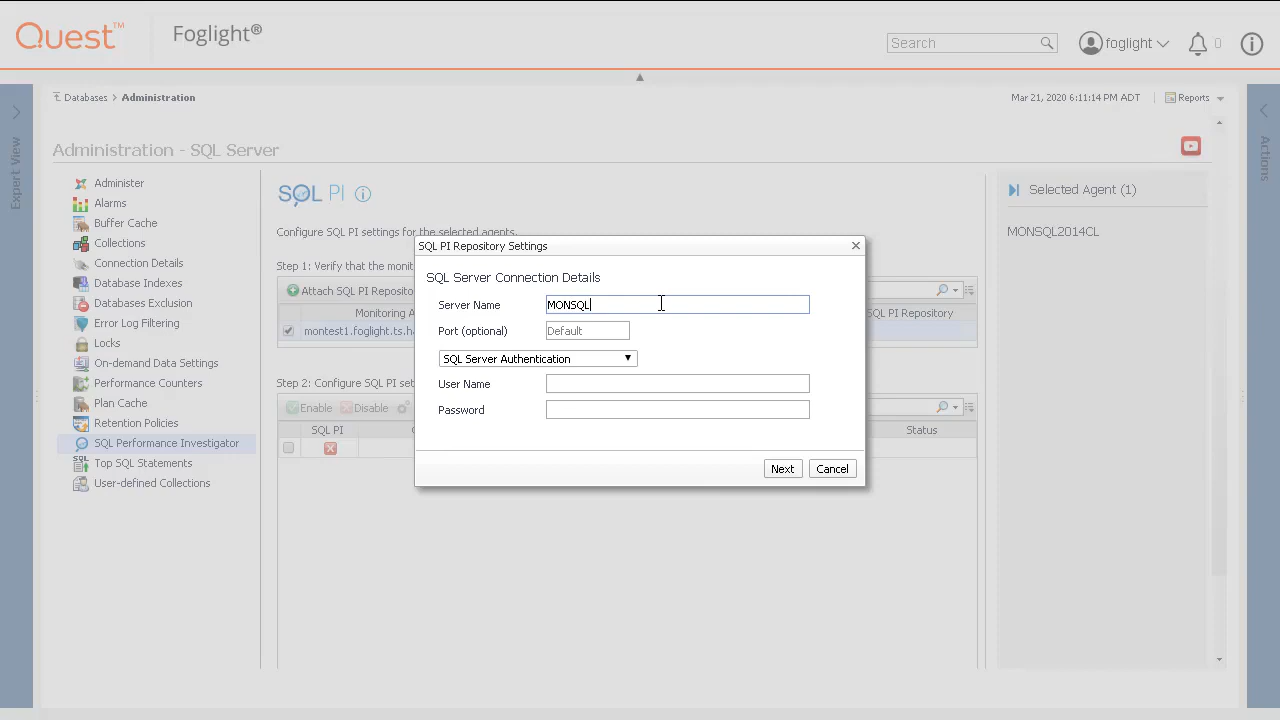 Quest™
Foglight®
Search
foglight
0
Databases > Administration
Mar 21, 2020 6:11:14 PM ADT
Reports
Expert View
Actions
Administration - SQL Server
Administer
Alarms
Buffer Cache
Collections
Connection Details
Database Indexes
Databases Exclusion
Error Log Filtering
Locks
On-demand Data Settings
Performance Counters
Plan Cache
Retention Policies
SQL Performance Investigator
SQL
Top SQL Statements
User-defined Collections
SQL PI
Configure SQL PI settings for the selected agents.
Step 1: Verify that the monit
Attach SQL PI Reposito
Monitoring A
SQL PI Repository
montest1.foglight.ts.ha
Step 2: Configure SQL PI set
Enable
Disable
SQL PI
Status
Selected Agent (1)
MONSQL2014CL
SQL PI Repository Settings
SQL Server Connection Details
Server Name
MONSQL
Port (optional)
Default
SQL Server Authentication
User Name
Password
Next
Cancel